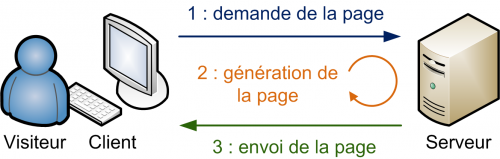 1 : demande de la page
2 : génération de
la page
3 : envoi de la page
Visiteur
Client
Serveur